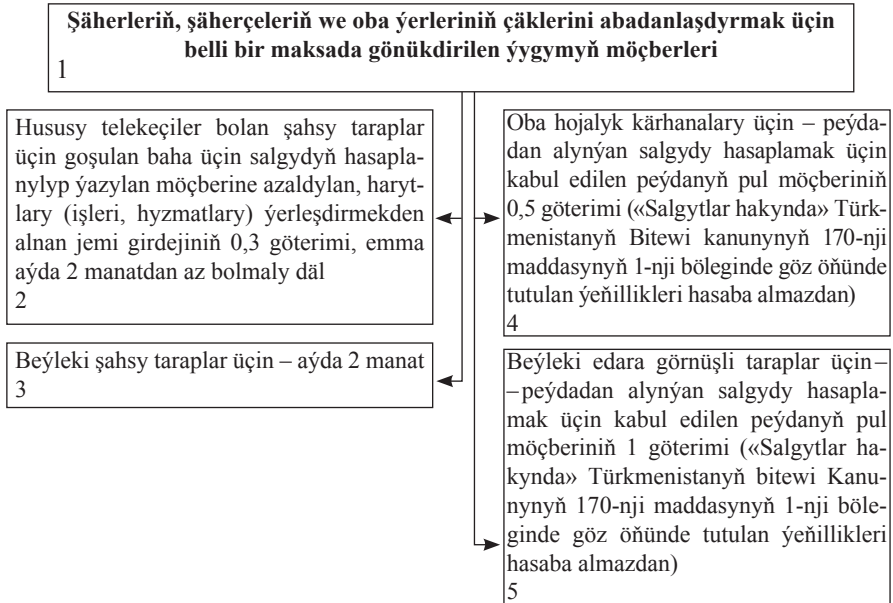 Şäherleriň, şäherçeleriň we oba ýerleriniň çäklerini abadanlaşdyrmak üçin
belli bir maksada gönükdirilen ýygymyň möçberleri
1
Hususy telekeçiler bolan şahsy taraplar
üçin goşulan baha üçin salgydyň hasapla-
nylyp ýazylan möçberine azaldylan, haryt-
lary (işleri, hyzmatlary) ýerleşdirmekden
alnan jemi girdejiniň 0,3 göterimi, emma
aýda 2 manatdan az bolmaly däl
2
Beýleki şahsy taraplar üçin – aýda 2 manat
3
Oba hojalyk kärhanalary üçin – peýda-
dan alynýan salgydy hasaplamak üçin
kabul edilen peýdanyň pul möçberiniň
0,5 göterimi («Salgytlar hakynda» Türk-
menistanyň Bitewi kanunynyň 170-nji
maddasynyň 1-nji böleginde göz öňünde
tutulan ýeňillikleri hasaba almazdan)
4
Beýleki edara görnüşli taraplar üçin –
– peýdadan alynýan salgydy hasapla-
mak üçin kabul edilen peýdanyň pul
möçberiniň 1 göterimi («Salgytlar ha-
kynda» Türkmenistanyň bitewi Kanu-
nynyň 170-nji maddasynyň 1-nji böle-
ginde göz öňünde tutulan ýeňillikleri
hasaba almazdan)
5